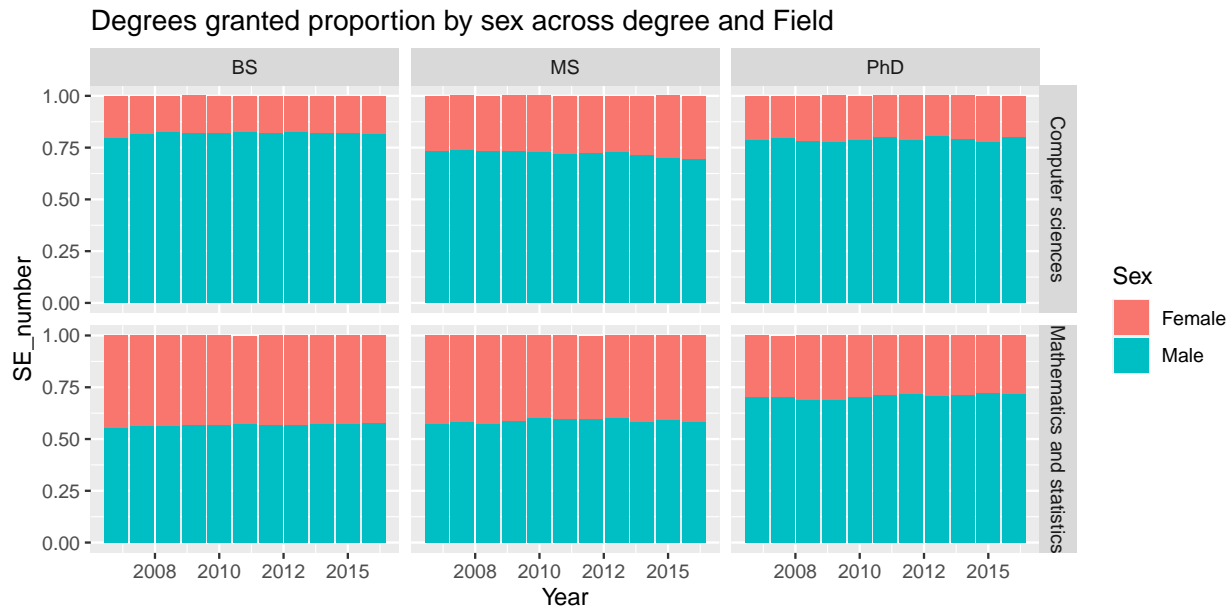 Degrees granted proportion by sex across degree and Field
BS
MS
PhD
1.00
0.75
0.50
0.25
0.00
Computer sciences
1.00
0.75
0.50
0.25
0.00
Mathematics and statistics
SE_number
2008 2010 2012 2015
2008 2010 2012 2015
2008 2010 2012 2015
Year
Sex
Female
Male